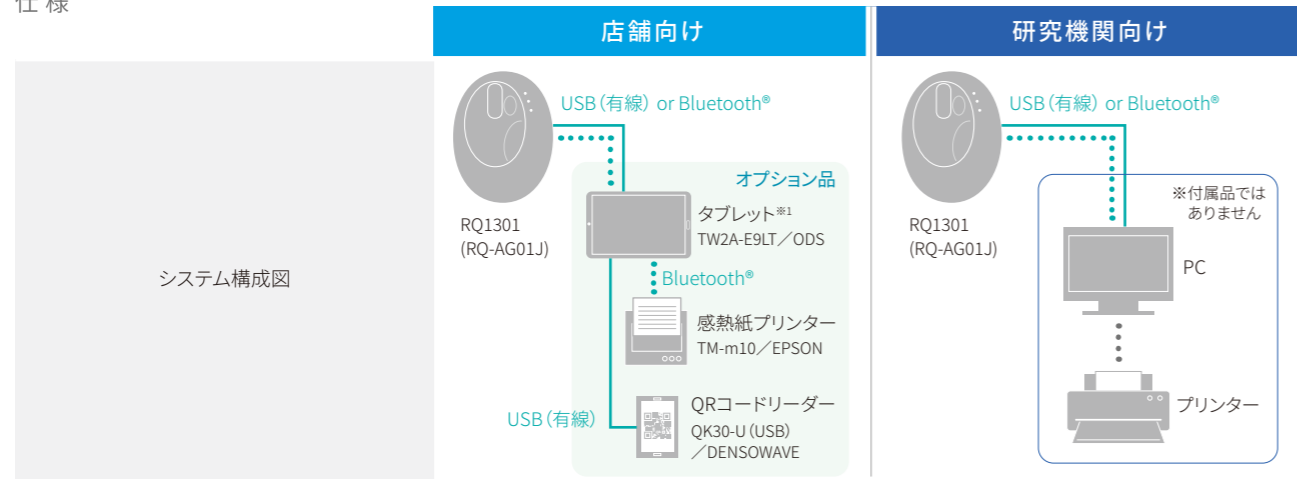 仕様
店舗向け
研究機関向け
システム構成図
USB（有線） or Bluetooth®
RQ1301
(RQ-AG01J)
オプション品
タブレット※1
TW2A-E9LT／ODS
Bluetooth®
感熱紙プリンター
TM-m10／EPSON
USB（有線）
QRコードリーダー
QK30-U（USB）
／DENSOWAVE
USB（有線） or Bluetooth®
RQ1301
(RQ-AG01J)
※付属品では
ありません
PC
プリンター